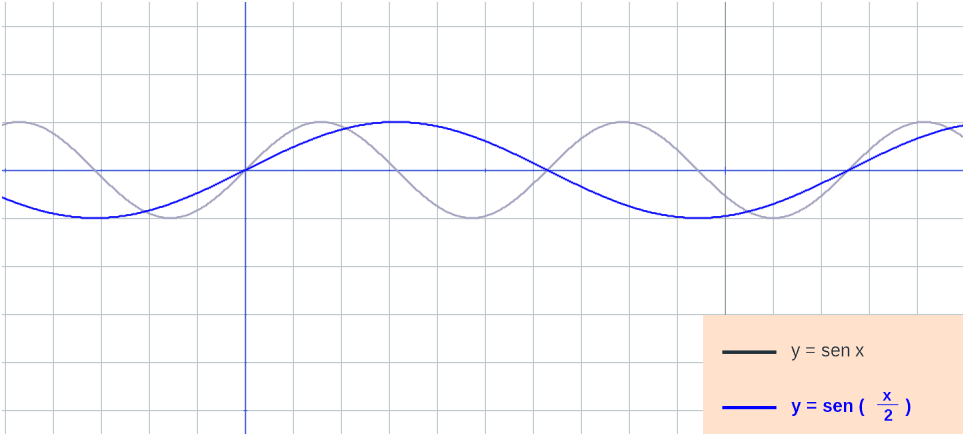 y = sen x
y = sen ( x/2 )